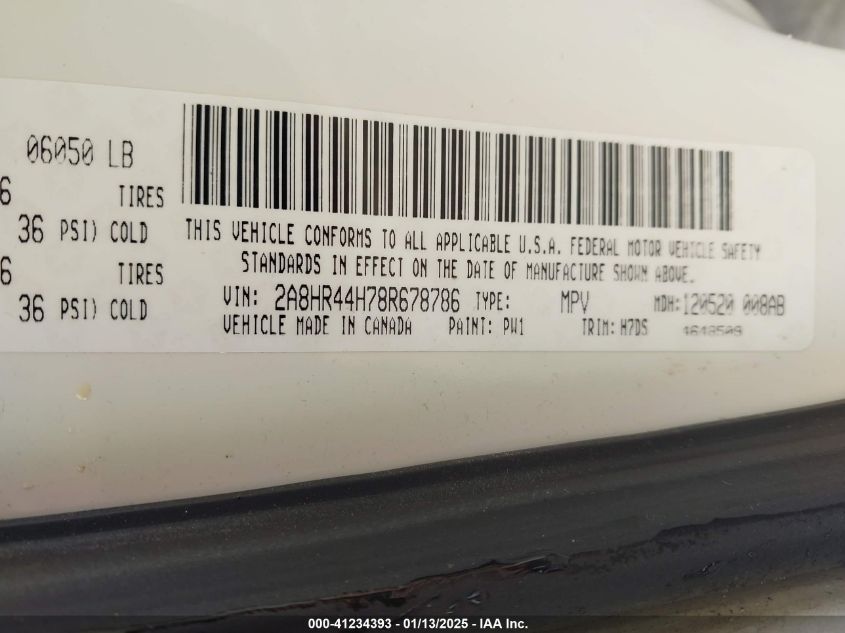 06050 LB
6 TIRES
36 PSI) COLD
6 TIRES
36 PSI) COLD
THIS VEHICLE CONFORMS TO ALL APPLICABLE U.S.A. FEDERAL MOTOR VEHICLE SAFETY
STANDARDS IN EFFECT ON THE DATE OF MANUFACTURE SHOWN ABOVE.
VIN: 2A8HR44H78R678786 TYPE: MPV MDH:120520 008AB
VEHICLE MADE IN CANADA PAINT: PW1 TRIM: H7DS 4648509
000-41234393 - 01/13/2025 - IAA Inc.